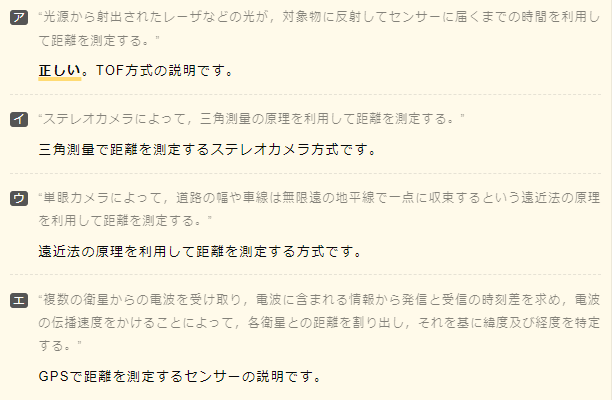 ア “光源から射出されたレーザなどの光が，対象物に反射してセンサーに届くまでの時間を利用し
て距離を測定する。”
正しい。TOF方式の説明です。
イ “ステレオカメラによって，三角測量の原理を利用して距離を測定する。”
三角測量で距離を測定するステレオカメラ方式です。
ウ “単眼カメラによって，道路の幅や車線は無限遠の地平線で一点に収束するという遠近法の原理
を利用して距離を測定する。”
遠近法の原理を利用して距離を測定する方式です。
エ “複数の衛星からの電波を受け取り，電波に含まれる情報から発信と受信の時刻差を求め，電波
の伝播速度をかけることによって，各衛星との距離を割り出し，それを基に緯度及び経度を特定
する。”
GPSで距離を測定するセンサーの説明です。